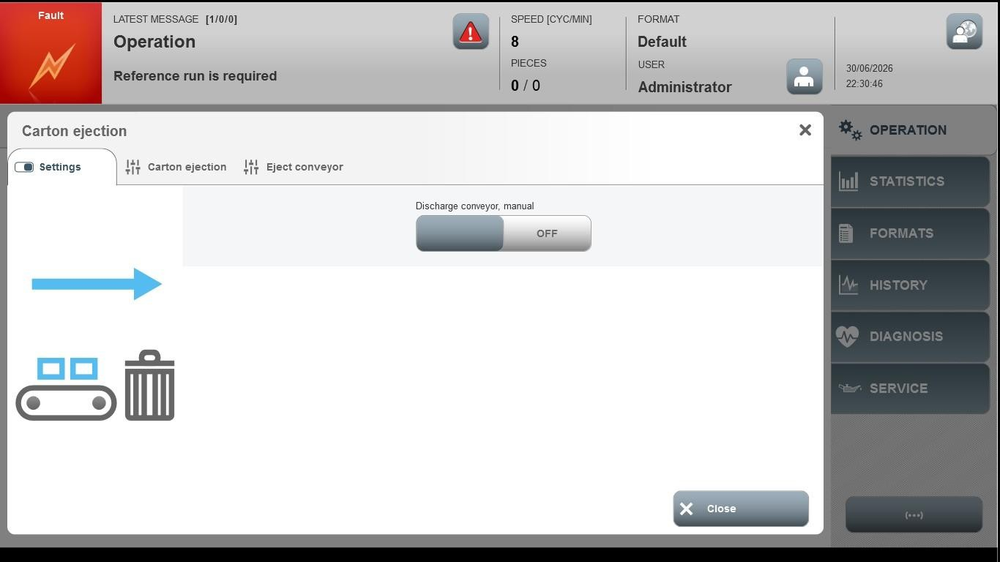 Fault
LATEST MESSAGE [1/0/0]
Operation
Reference run is required
SPEED [CYC/MIN]
8
PIECES
0 / 0
FORMAT
Default
USER
Administrator
30/06/2026
22:30:46
Carton ejection
Settings
Carton ejection
Eject conveyor
Discharge conveyor, manual
OFF
Close
OPERATION
STATISTICS
FORMATS
HISTORY
DIAGNOSIS
SERVICE
(•••)